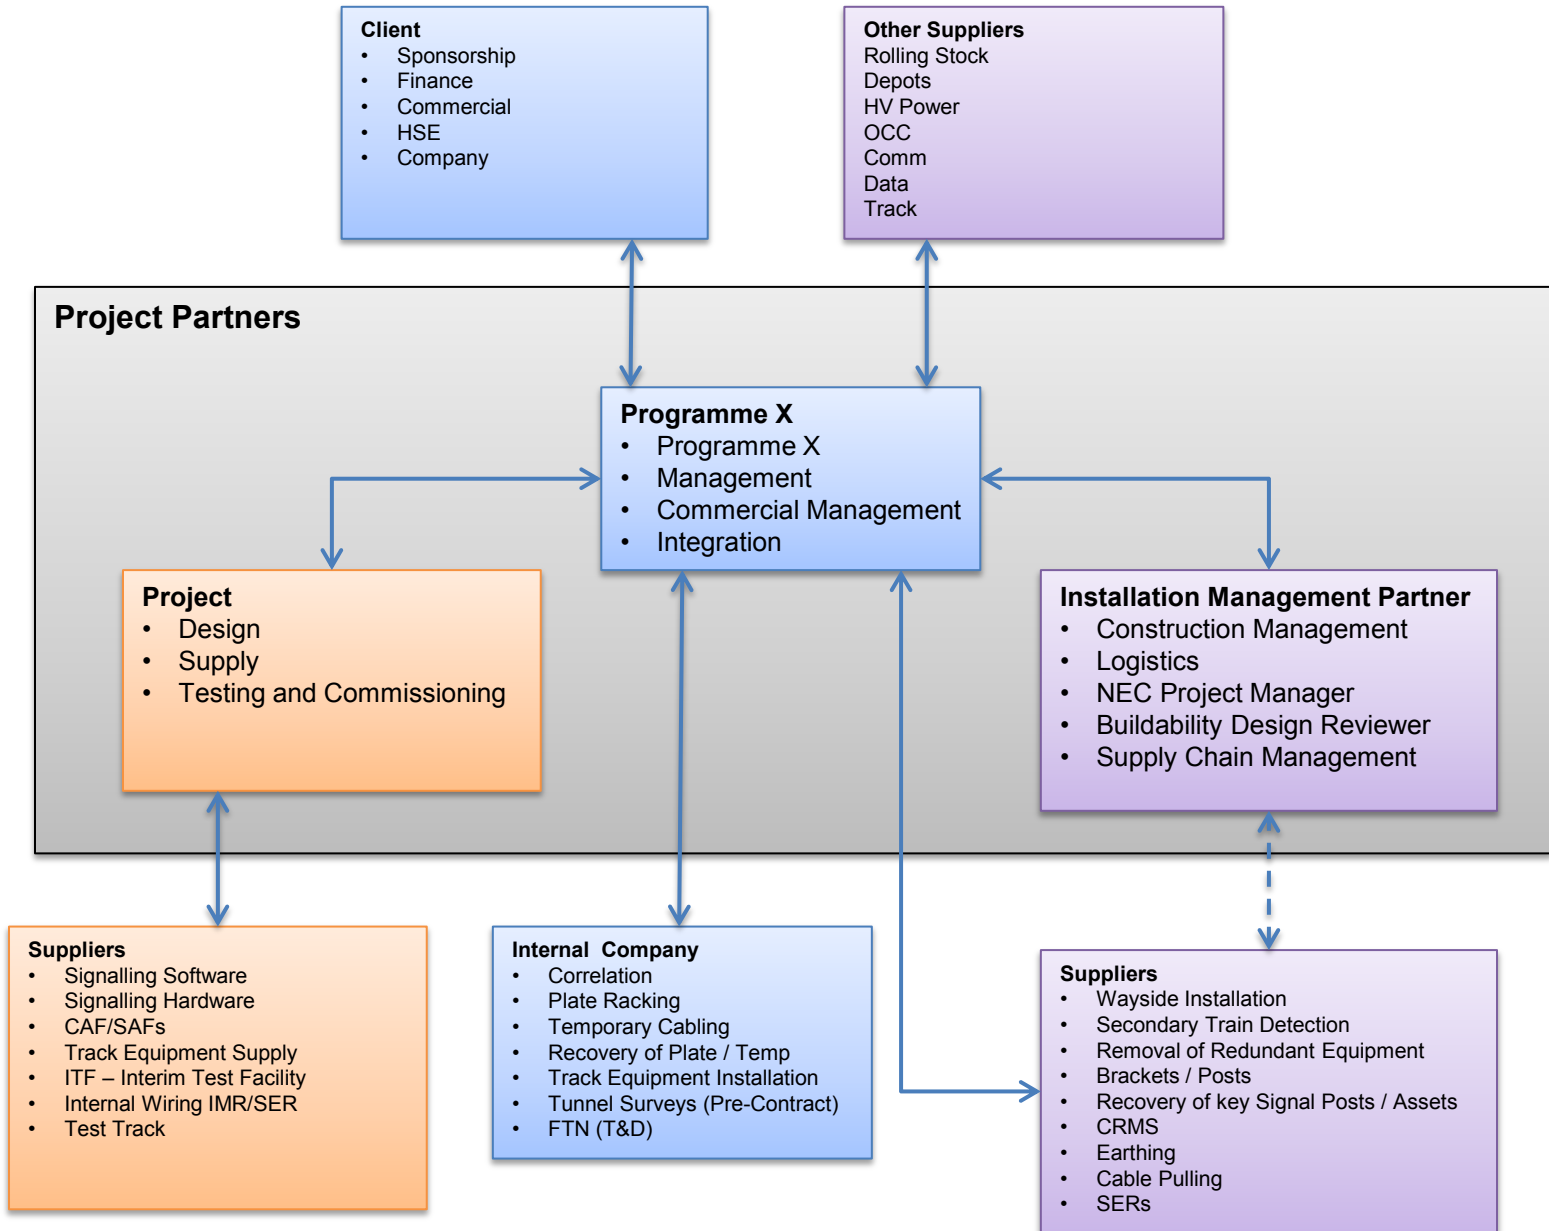 Client
• Sponsorship
• Finance
• Commercial
• HSE
• Company
Other Suppliers
Rolling Stock
Depots
HV Power
OCC
Comm
Data
Track
Project Partners
Programme X
• Programme X
• Management
• Commercial Management
• Integration
Project
• Design
• Supply
• Testing and Commissioning
Installation Management Partner
• Construction Management
• Logistics
• NEC Project Manager
• Buildability Design Reviewer
• Supply Chain Management
Suppliers
• Signalling Software
• Signalling Hardware
• CAF/SAFs
• Track Equipment Supply
• ITF – Interim Test Facility
• Internal Wiring IMR/SER
• Test Track
Internal Company
• Correlation
• Plate Racking
• Temporary Cabling
• Recovery of Plate / Temp
• Track Equipment Installation
• Tunnel Surveys (Pre-Contract)
• FTN (T&D)
Suppliers
• Wayside Installation
• Secondary Train Detection
• Removal of Redundant Equipment
• Brackets / Posts
• Recovery of key Signal Posts / Assets
• CRMS
• Earthing
• Cable Pulling
• SERs